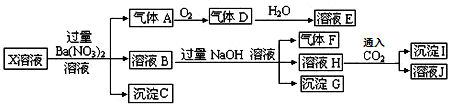 气体A O₂ 气体D H₂O 溶液E
X溶液 过量 Ba(NO₃)₂ 溶液 溶液B 过量 NaOH 溶液 气体F 溶液H 通入 CO₂ 沉淀I
溶液J
沉淀C 沉淀G